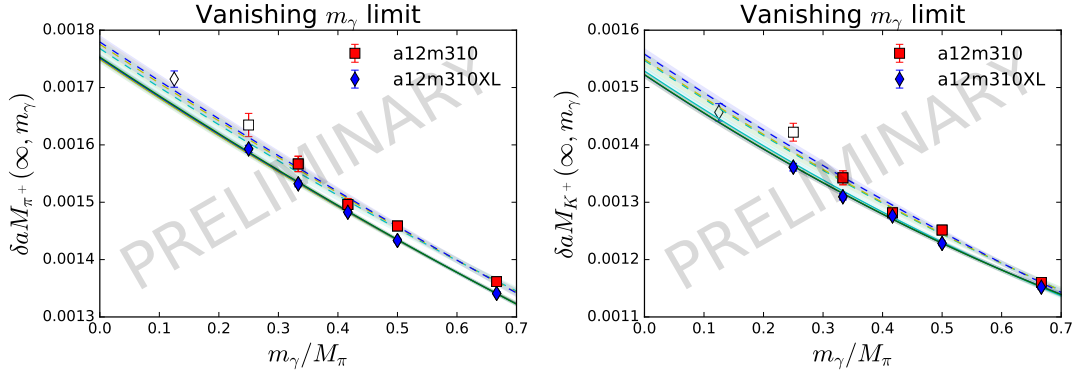 Vanishing mγ limit
0.0018
0.0017
0.0016
0.0015
0.0014
0.0013
δaM_{π+}(∞, mγ)
a12m310
a12m310XL
PRELIMINARY
0.0 0.1 0.2 0.3 0.4 0.5 0.6 0.7
mγ/Mπ
Vanishing mγ limit
0.0016
0.0015
0.0014
0.0013
0.0012
0.0011
δaM_{K+}(∞, mγ)
a12m310
a12m310XL
PRELIMINARY
0.0 0.1 0.2 0.3 0.4 0.5 0.6 0.7
mγ/Mπ